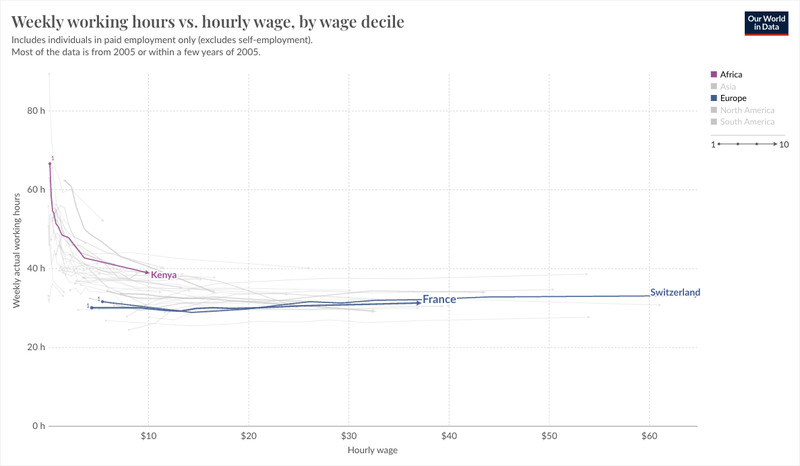 Weekly working hours vs. hourly wage, by wage decile
Includes individuals in paid employment only (excludes self-employment).
Most of the data is from 2005 or within a few years of 2005.
Our World
in Data
Africa
Asia
Europe
North America
South America
1 10
80 h
60 h
40 h
20 h
0 h
Weekly actual working hours
1
Kenya
1
1
France
Switzerland
$10
$20
$30
$40
$50
$60
Hourly wage